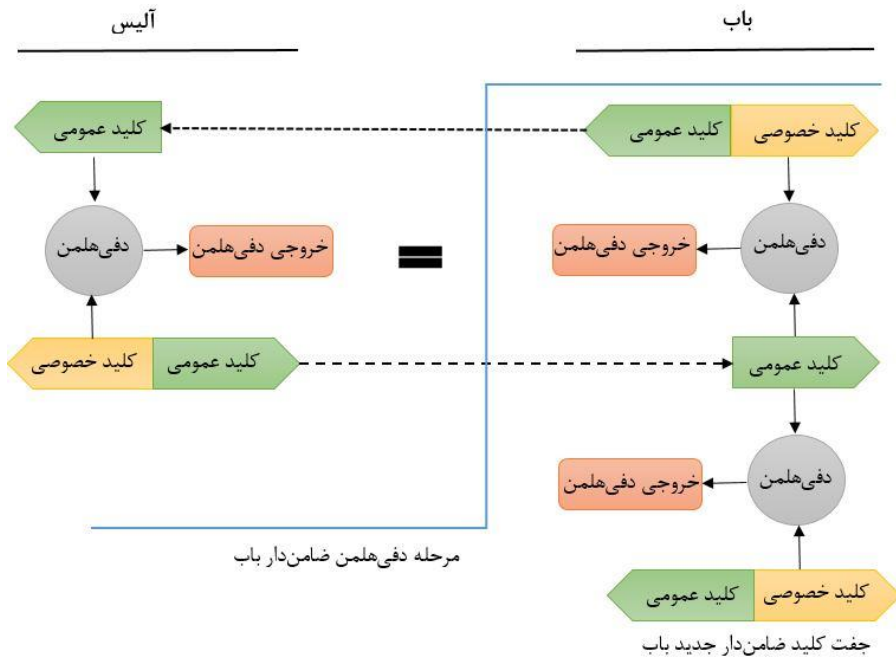 باب
آلیس
کلید خصوصی
کلید عمومی
کلید عمومی
دفی‌هلمن
خروجی دفی‌هلمن
خروجی دفی‌هلمن
دفی‌هلمن
کلید عمومی
کلید عمومی
کلید خصوصی
دفی‌هلمن
خروجی دفی‌هلمن
مرحله دفی‌هلمن ضامن‌دار باب
کلید خصوصی
کلید عمومی
جفت کلید ضامن‌دار جدید باب